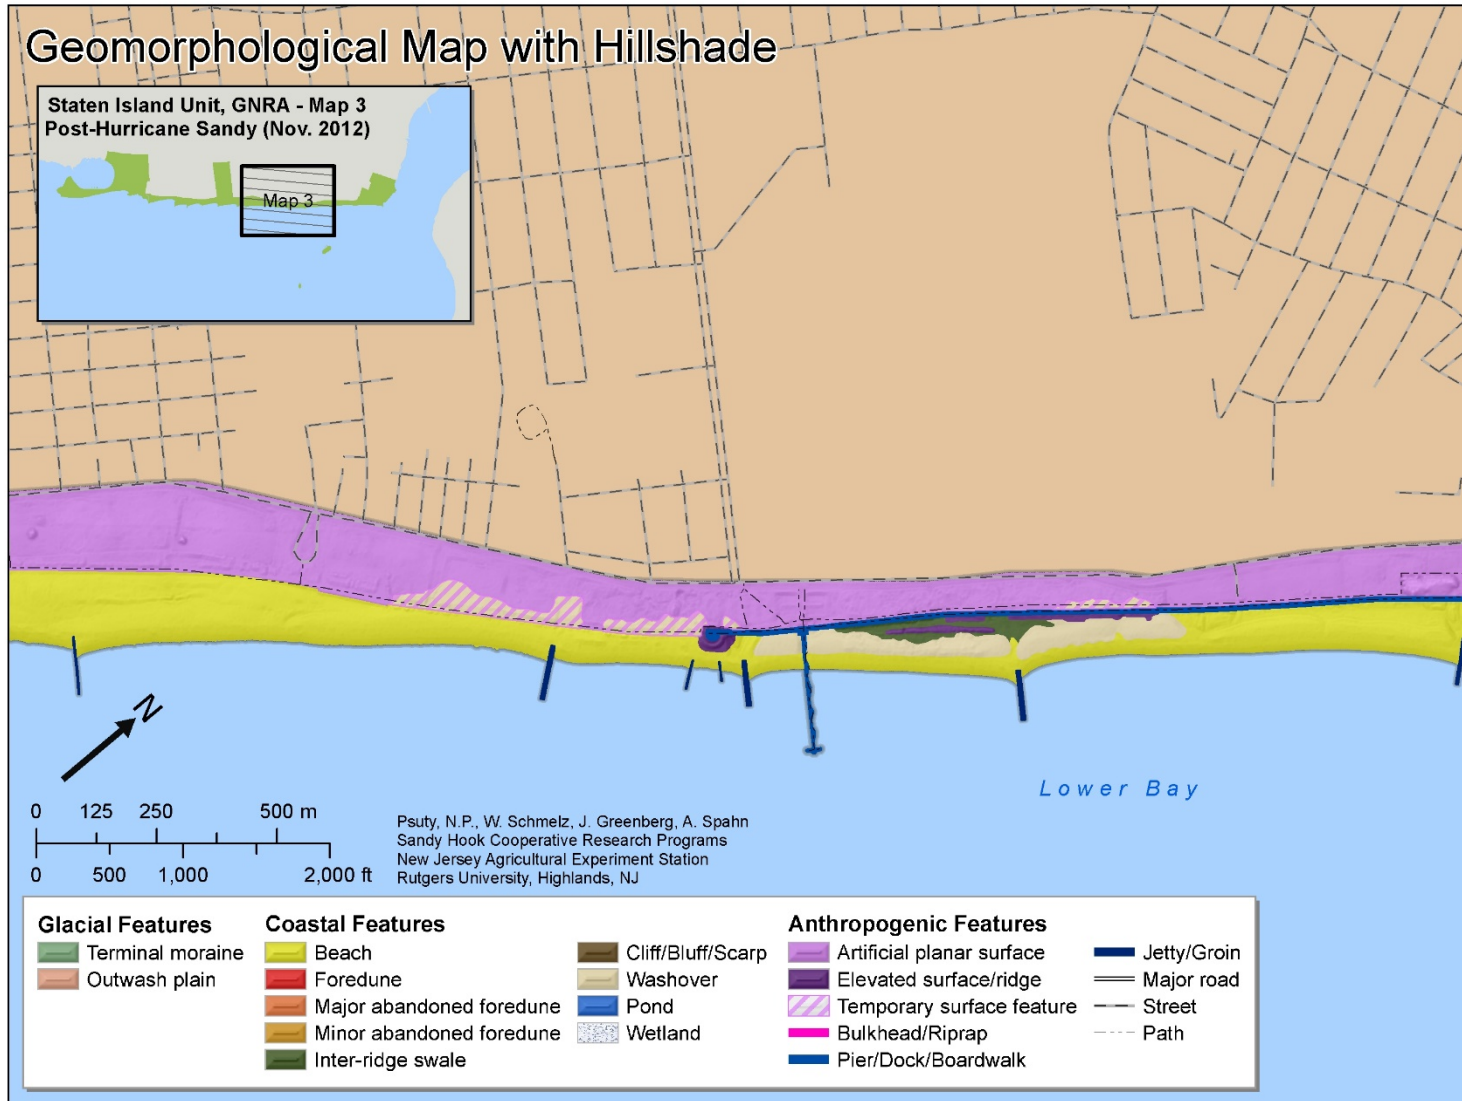 Geomorphological Map with Hillshade
Staten Island Unit, GNRA - Map 3
Post-Hurricane Sandy (Nov. 2012)
Map 3
N
Lower Bay
0 125 250 500 m
0 500 1,000 2,000 ft
Psuty, N.P., W. Schmelz, J. Greenberg, A. Spahn
Sandy Hook Cooperative Research Programs
New Jersey Agricultural Experiment Station
Rutgers University, Highlands, NJ
Glacial Features
Terminal moraine
Outwash plain
Coastal Features
Beach
Foredune
Major abandoned foredune
Minor abandoned foredune
Inter-ridge swale
Cliff/Bluff/Scarp
Washover
Pond
Wetland
Anthropogenic Features
Artificial planar surface
Elevated surface/ridge
Temporary surface feature
Bulkhead/Riprap
Pier/Dock/Boardwalk
Jetty/Groin
Major road
Street
Path